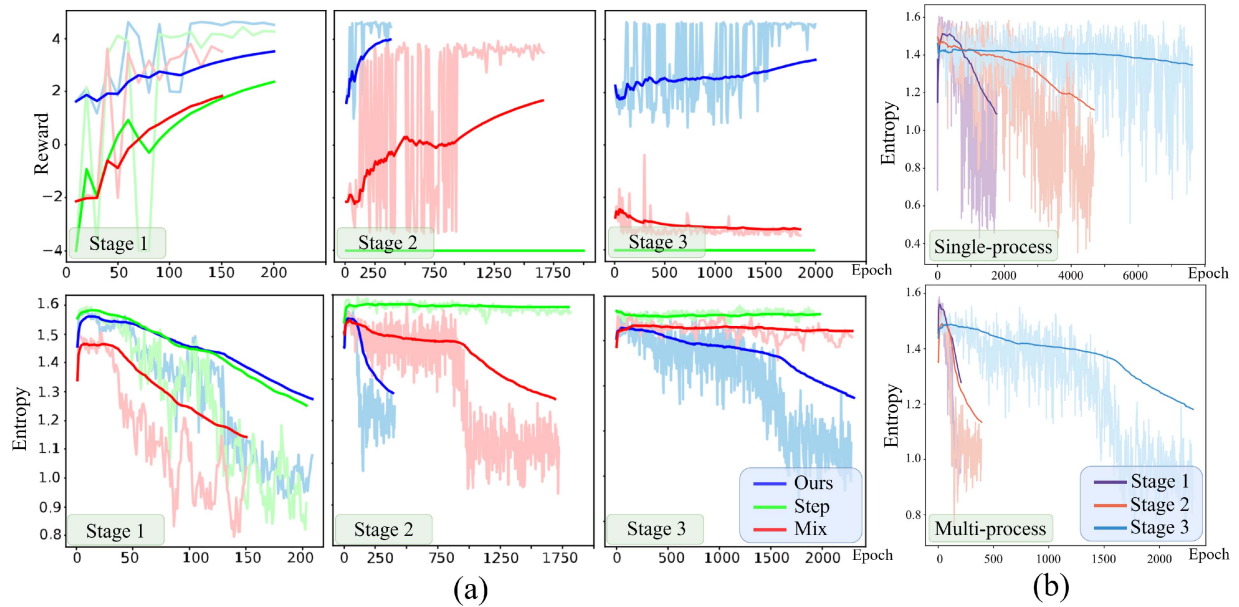 Reward
4
2
0
−2
−4
Stage 1
0 50 100 150 200
Stage 2
0 250 750 1250 1750
Stage 3
0 500 1000 1500 2000
Epoch
Entropy
1.6
1.4
1.2
1.0
0.8
0.6
0.4
Single-process
0 2000 4000 6000
Epoch
Entropy
1.6
1.5
1.4
1.3
1.2
1.1
1.0
0.9
0.8
Stage 1
0 50 100 150 200
Stage 2
0 250 750 1250 1750
Stage 3
Ours
Step
Mix
0 500 1000 1500 2000
Epoch
Entropy
1.6
1.4
1.2
1.0
0.8
Multi-process
Stage 1
Stage 2
Stage 3
0 500 1000 1500 2000
Epoch
(a)
(b)